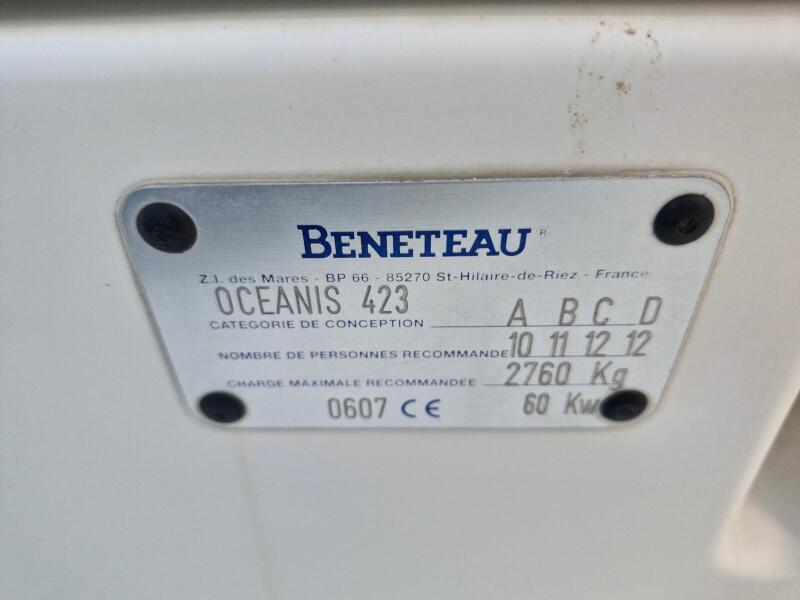 BENETEAU ®
Z.I. des Mares - BP 66 - 85270 St-Hilaire-de-Riez - France
OCEANIS 423
CATEGORIE DE CONCEPTION A B C D
NOMBRE DE PERSONNES RECOMMANDE 10 11 12 12
CHARGE MAXIMALE RECOMMANDEE 2760 Kg
0607 CE 60 Kw